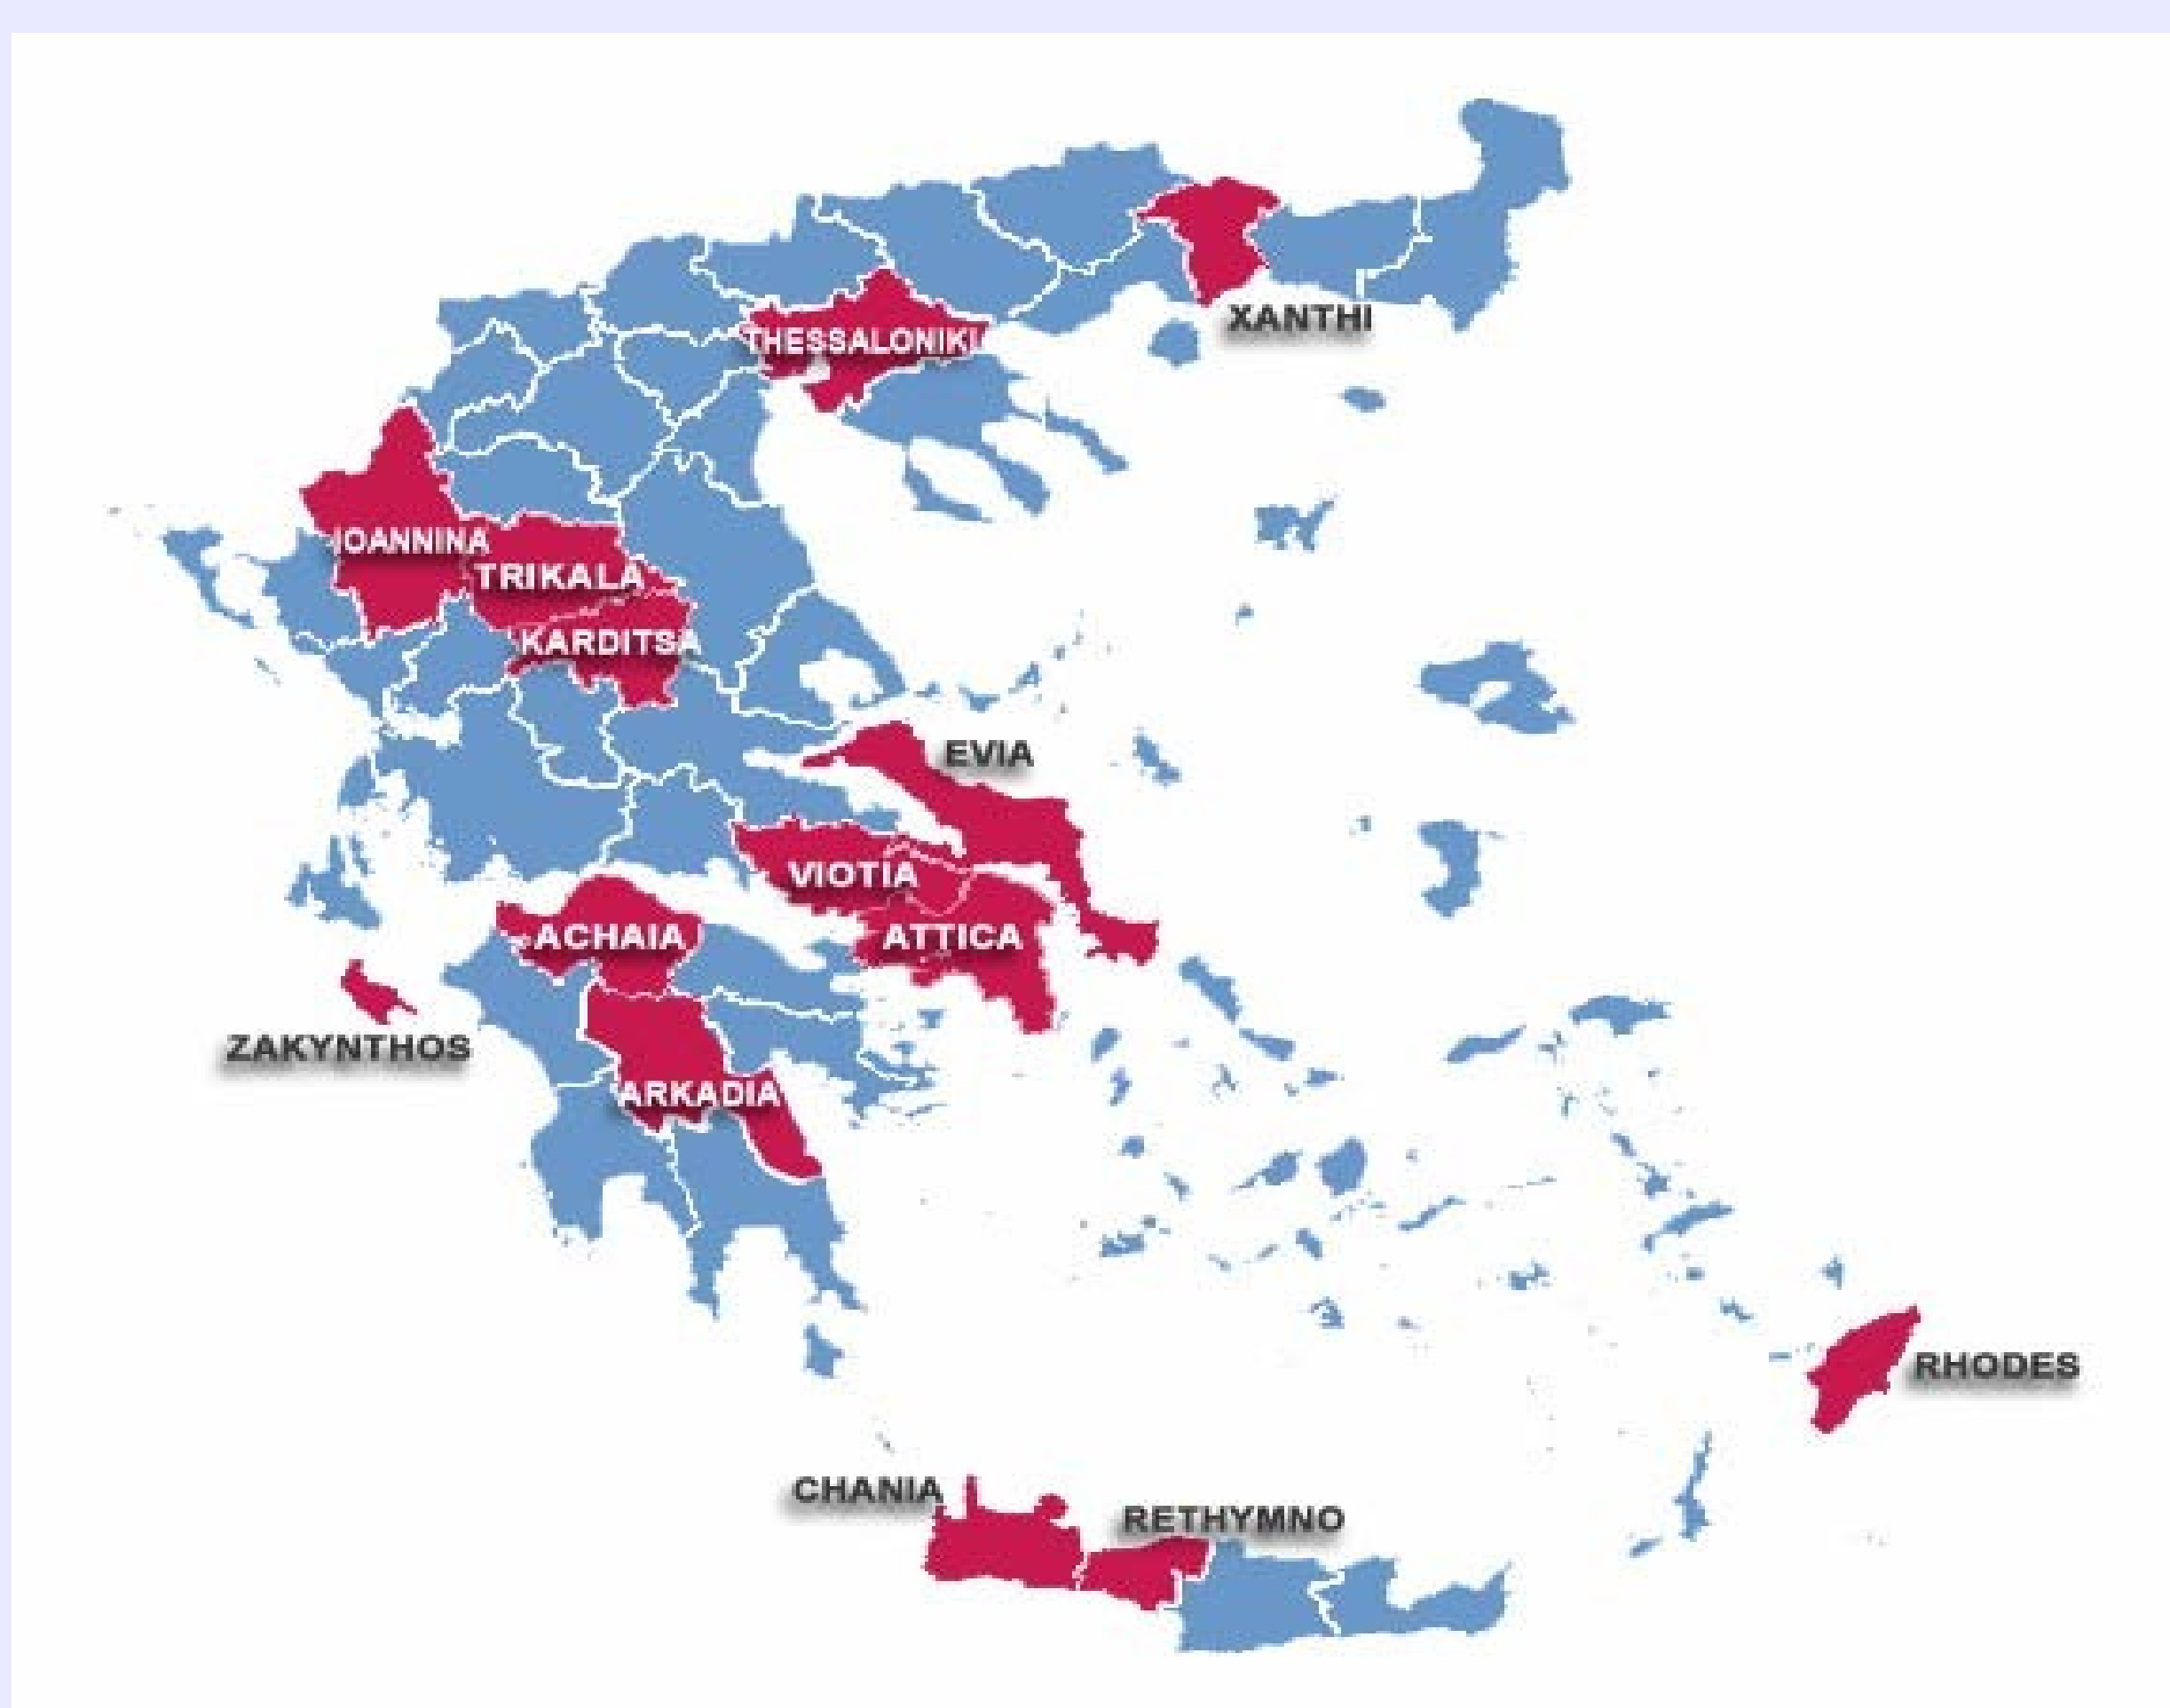 XANTHI
THESSALONIKI
IOANNINA
TRIKALA
KARDITSA
EVIA
VIOTIA
ACHAIA
ATTICA
ZAKYNTHOS
ARKADIA
RHODES
CHANIA
RETHYMNO